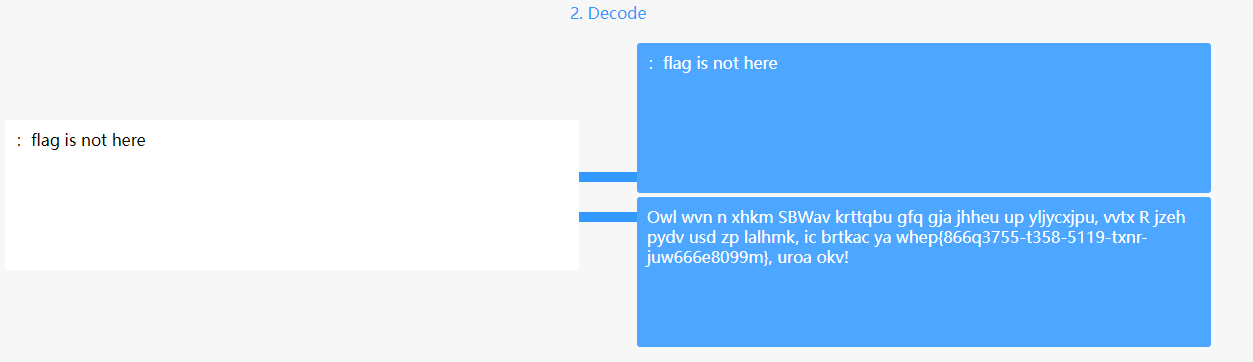 2. Decode
: flag is not here
: flag is not here
Owl wvn n xhkm SBWav krttqbu gfq gja jhheu up yljycxjpu, vvtx R jzeh
pydv usd zp lalhmk, ic brtkac ya whep{866q3755-t358-5119-txnr-
juw666e8099m}, uroa okv!